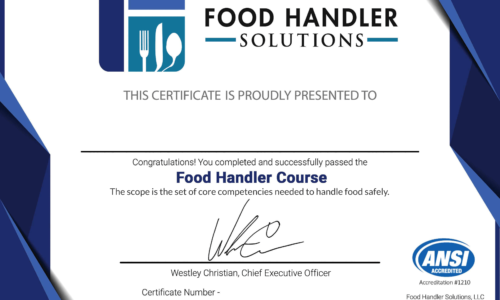 FOOD HANDLER
SOLUTIONS
THIS CERTIFICATE IS PROUDLY PRESENTED TO
Congratulations! You completed and successfully passed the
Food Handler Course
The scope is the set of core competencies needed to handle food safely.
Westley Christian, Chief Executive Officer
Certificate Number -
ANSI
ACCREDITED
Accreditation #1210
Food Handler Solutions, LLC